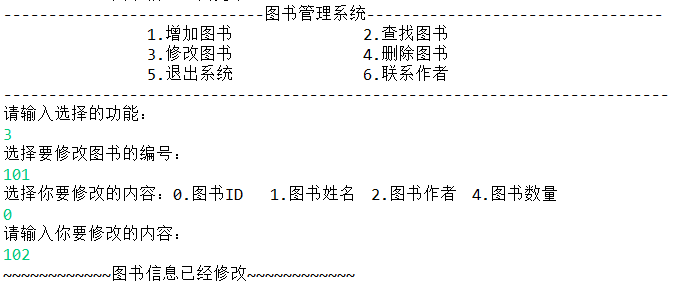 -----------------------------图书管理系统---------------------------------
1.增加图书 2.查找图书
3.修改图书 4.删除图书
5.退出系统 6.联系作者
--------------------------------------------------------------------------
请输入选择的功能：
3
选择要修改图书的编号：
101
选择你要修改的内容：0.图书ID 1.图书姓名 2.图书作者 4.图书数量
0
请输入你要修改的内容：
102
~~~~~~~~~~~~图书信息已经修改~~~~~~~~~~~~